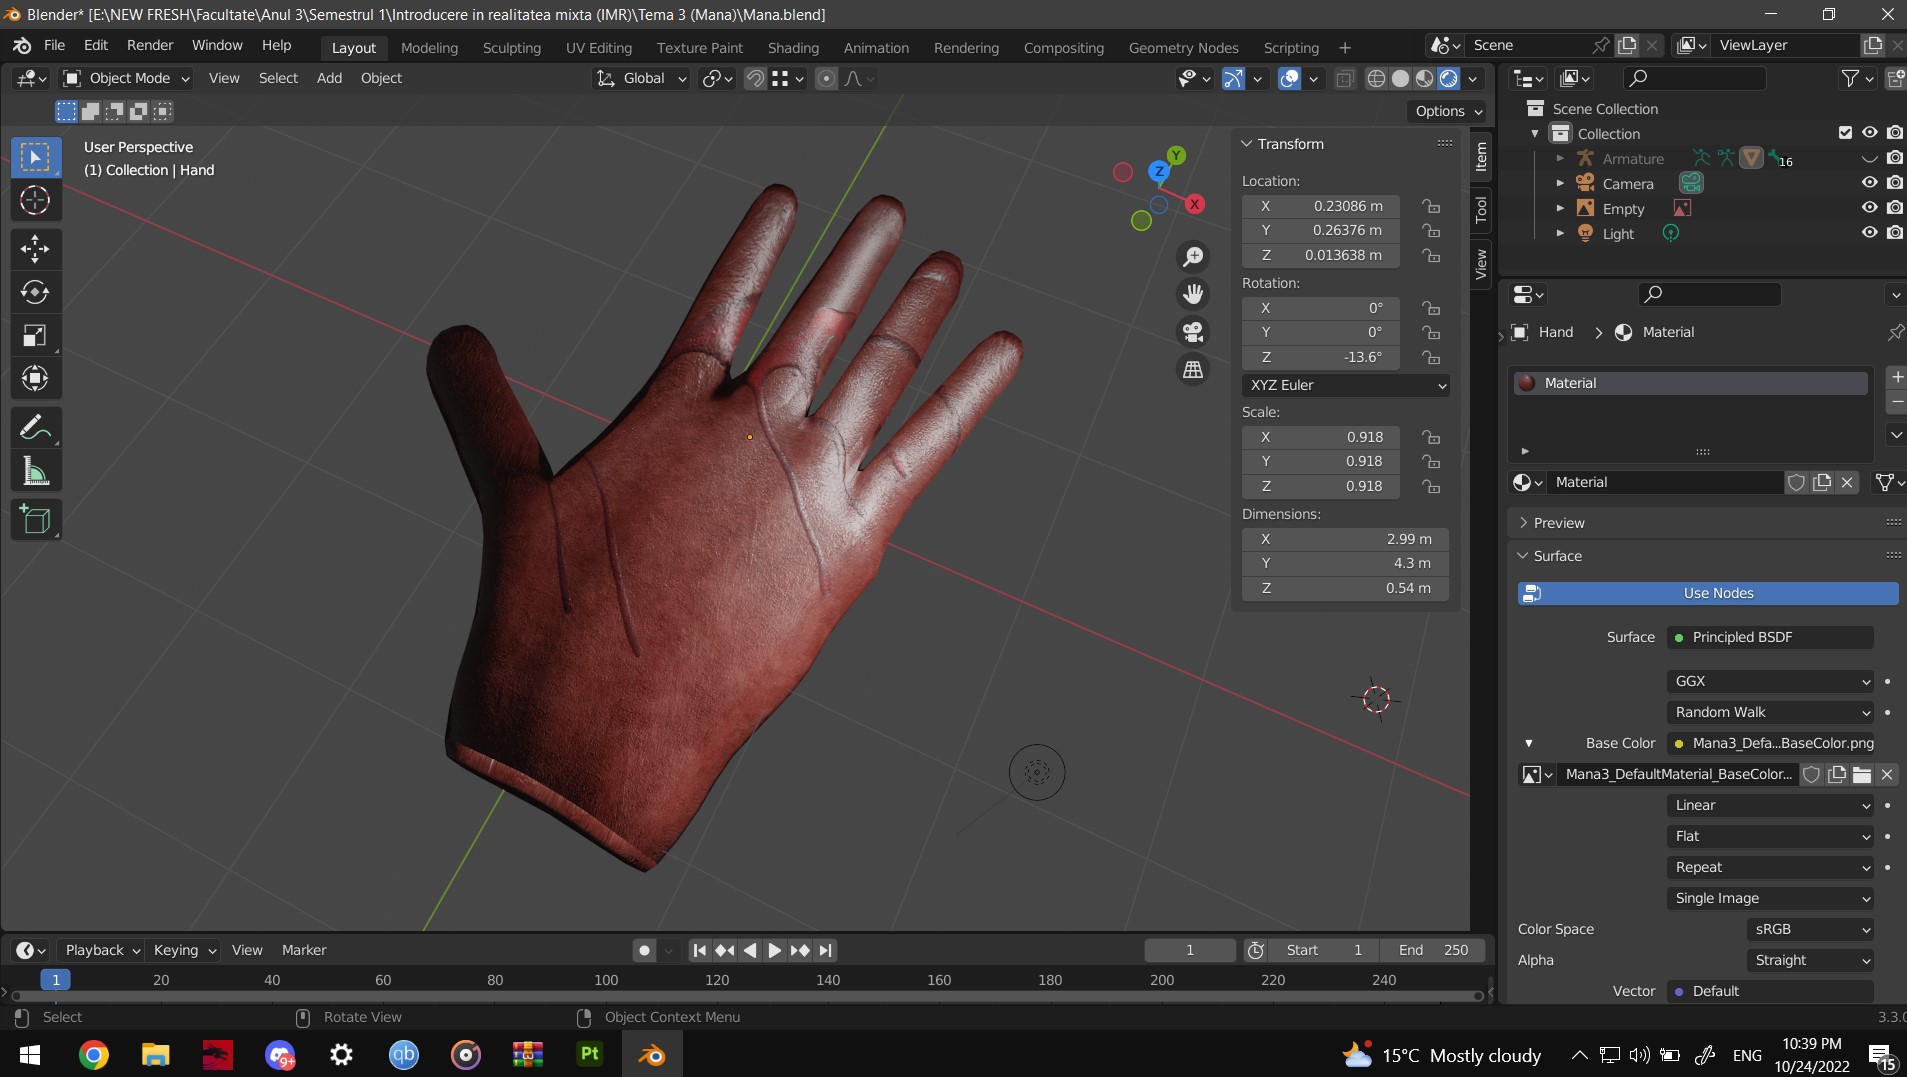 Blender* [E:\NEW FRESH\Facultate\Anul 3\Semestrul 1\Introducere in realitatea mixta (IMR)\Tema 3 (Mana)\Mana.blend]
File Edit Render Window Help Layout Modeling Sculpting UV Editing Texture Paint Shading Animation Rendering Compositing Geometry Nodes Scripting + Scene ViewLayer
Object Mode View Select Add Object Global
Options
User Perspective
(1) Collection | Hand
Y
Z
X
Transform
Location:
X 0.23086 m
Y 0.26376 m
Z 0.013638 m
Rotation:
X 0°
Y 0°
Z -13.6°
XYZ Euler
Scale:
X 0.918
Y 0.918
Z 0.918
Dimensions:
X 2.99 m
Y 4.3 m
Z 0.54 m
Item
Tool
View
Scene Collection
Collection
Armature 16
Camera
Empty
Light
Hand Material
Material
Material
Preview
Surface
Use Nodes
Surface Principled BSDF
GGX
Random Walk
Base Color Mana3_Defa...BaseColor.png
Mana3_DefaultMaterial_BaseColor...
Linear
Flat
Repeat
Single Image
Color Space sRGB
Alpha Straight
Vector Default
Playback Keying View Marker 1 Start 1 End 250
1 20 40 60 80 100 120 140 160 180 200 220 240
Select Rotate View Object Context Menu 3.3.0
9+ qb Pt 15°C Mostly cloudy ENG 10:39 PM
10/24/2022 15